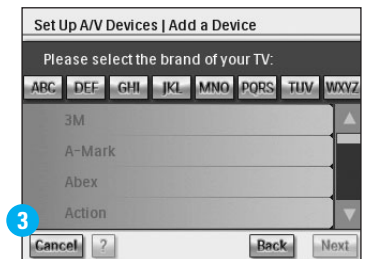 Set Up A/V Devices | Add a Device
Please select the brand of your TV:
ABC DEF GHI JKL MNO PQRS TUV WXYZ
3M
A-Mark
Abex
Action
3
Cancel ? Back Next